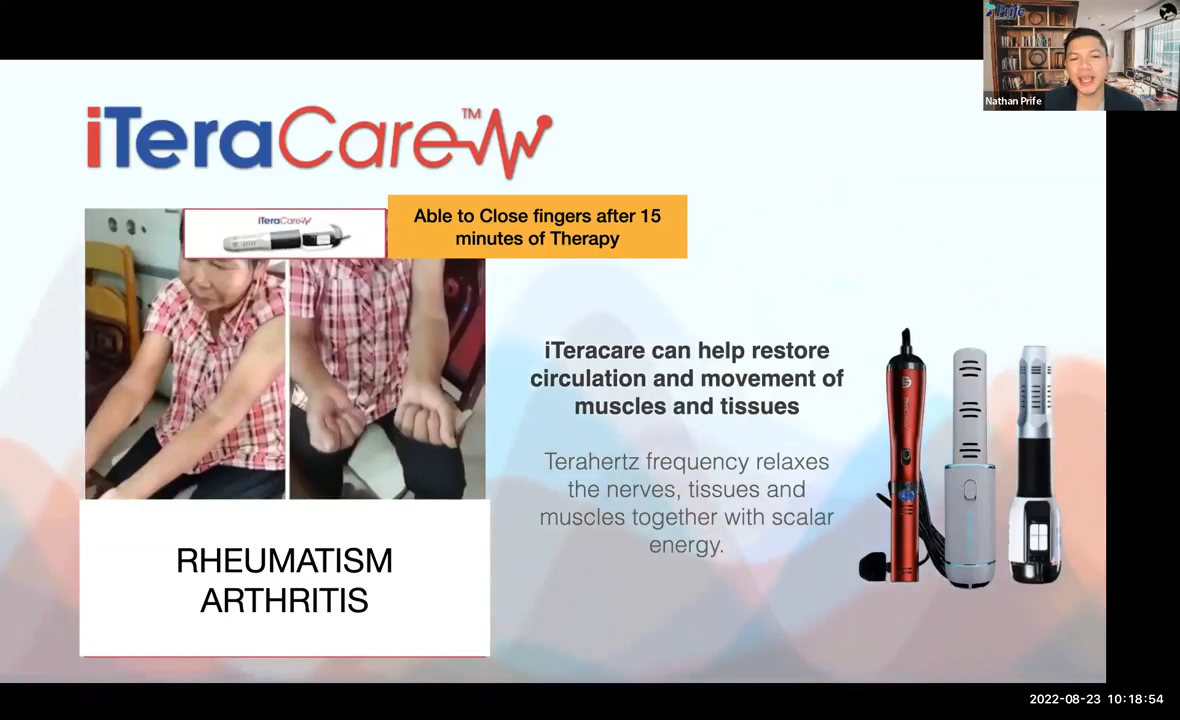 Prife
Nathan Prife
iTeraCare™
iTeraCare
Able to Close fingers after 15
minutes of Therapy
iTeracare can help restore
circulation and movement of
muscles and tissues
Terahertz frequency relaxes
the nerves, tissues and
muscles together with scalar
energy.
RHEUMATISM
ARTHRITIS
2022-08-23 10:18:54